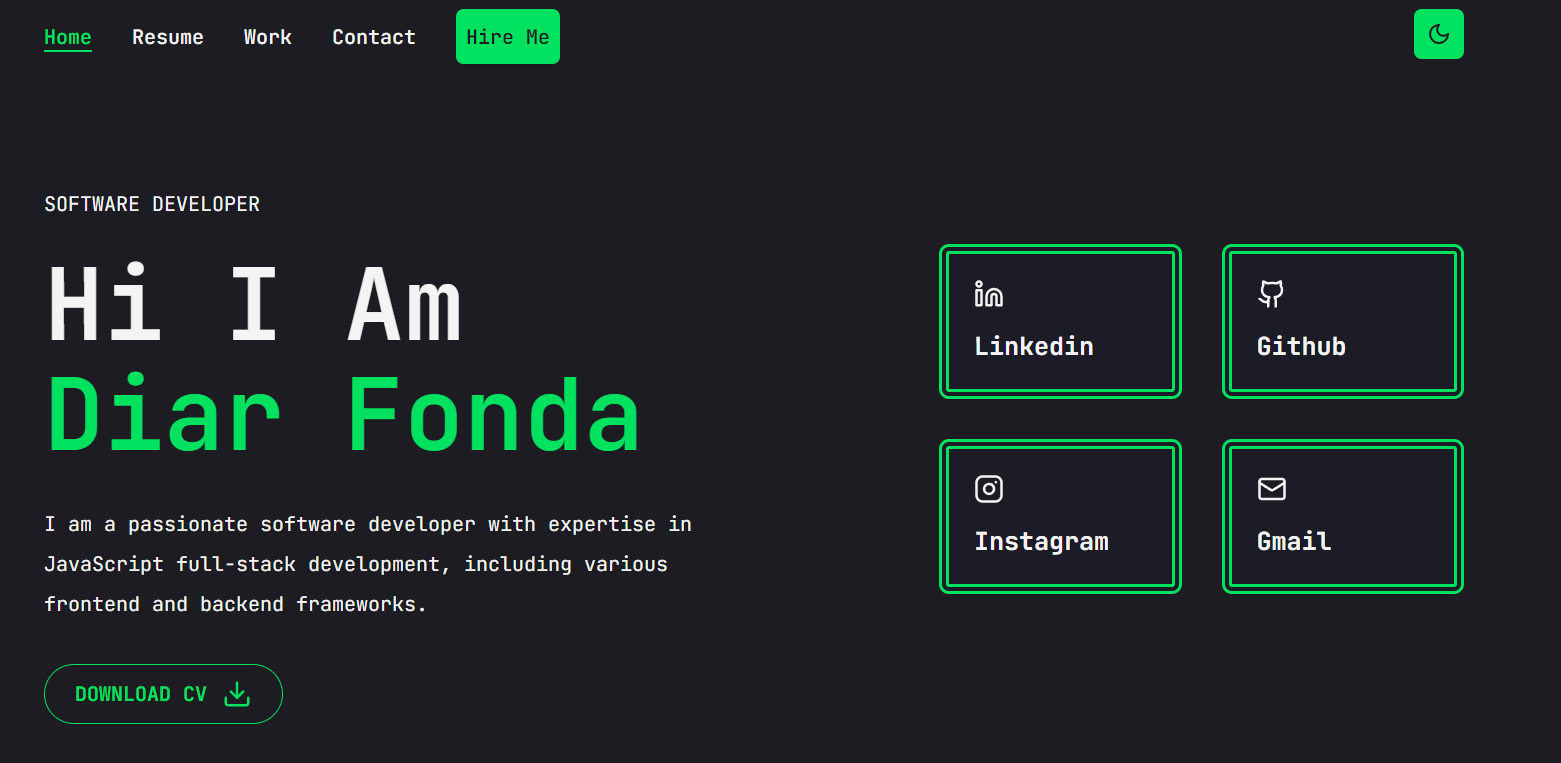 Home Resume Work Contact Hire Me
SOFTWARE DEVELOPER
Hi I Am
Diar Fonda
I am a passionate software developer with expertise in
JavaScript full-stack development, including various
frontend and backend frameworks.
DOWNLOAD CV
Linkedin
Github
Instagram
Gmail